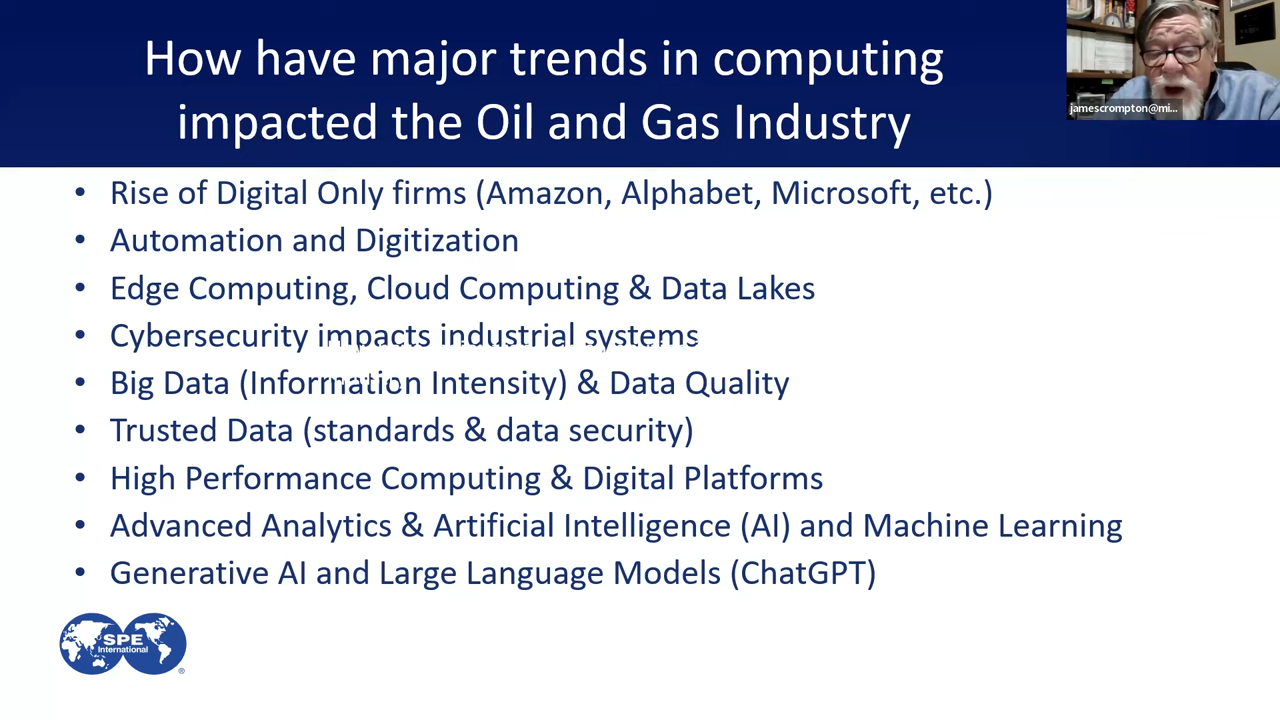 How have major trends in computing
impacted the Oil and Gas Industry
jamescrompton@mi...
• Rise of Digital Only firms (Amazon, Alphabet, Microsoft, etc.)
• Automation and Digitization
• Edge Computing, Cloud Computing & Data Lakes
• Cybersecurity impacts industrial systems
• Big Data (Information Intensity) & Data Quality
• Trusted Data (standards & data security)
• High Performance Computing & Digital Platforms
• Advanced Analytics & Artificial Intelligence (AI) and Machine Learning
• Generative AI and Large Language Models (ChatGPT)
SPE
International
®